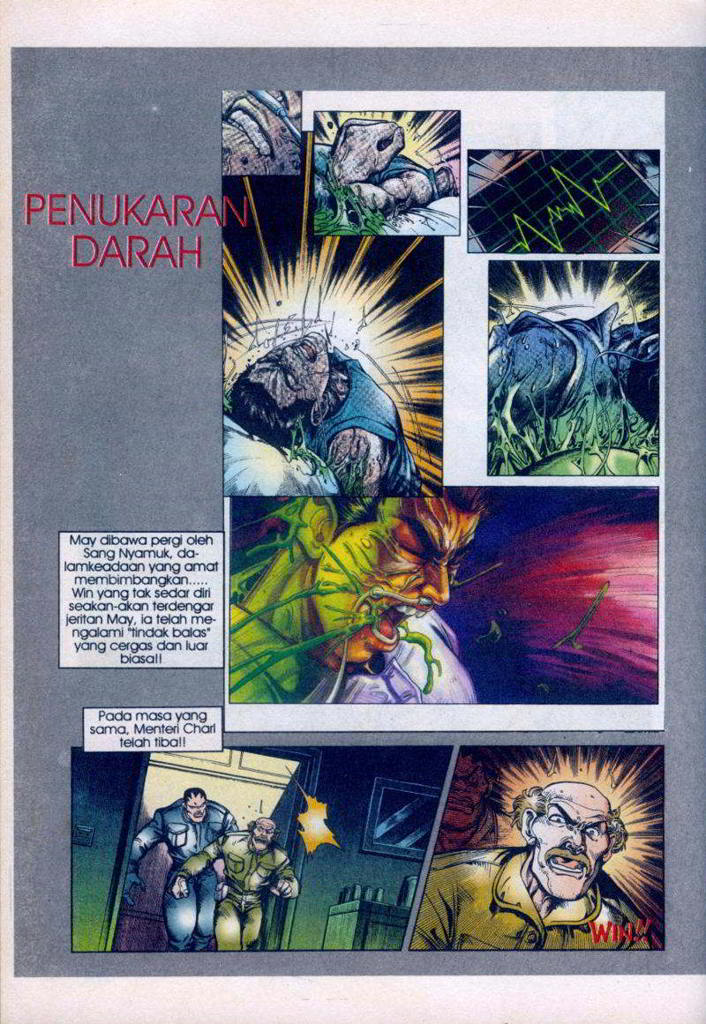 PENUKARAN
DARAH
May dibawa pergi oleh
Sang Nyamuk, da-
lamkeadaan yang amat
membimbangkan.....
Win yang tak sedar diri
seakan-akan terdengar
jeritan May, ia telah me-
ngalami "tindak balas"
yang cergas dan luar
biasa!!
Pada masa yang
sama, Menteri Charl
telah tiba!!
WIN!!